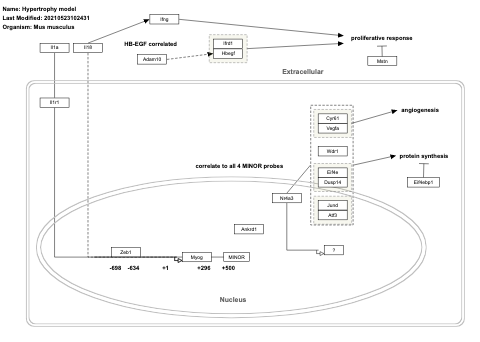 Name: Hypertrophy model
Last Modified: 20210523102431
Organism: Mus musculus
Ifng
Il1a
Il18
HB-EGF correlated
Adam10
Ifrd1
Hbegf
proliferative response
Mstn
Extracellular
Il1r1
Cyr61
Vegfa
angiogenesis
Wdr1
correlate to all 4 MINOR probes
Eif4e
Dusp14
protein synthesis
Eif4ebp1
Nr4a3
Jund
Atf3
Ankrd1
Zeb1
?
Myog
MINOR
-698
-634
+1
+296
+500
Nucleus